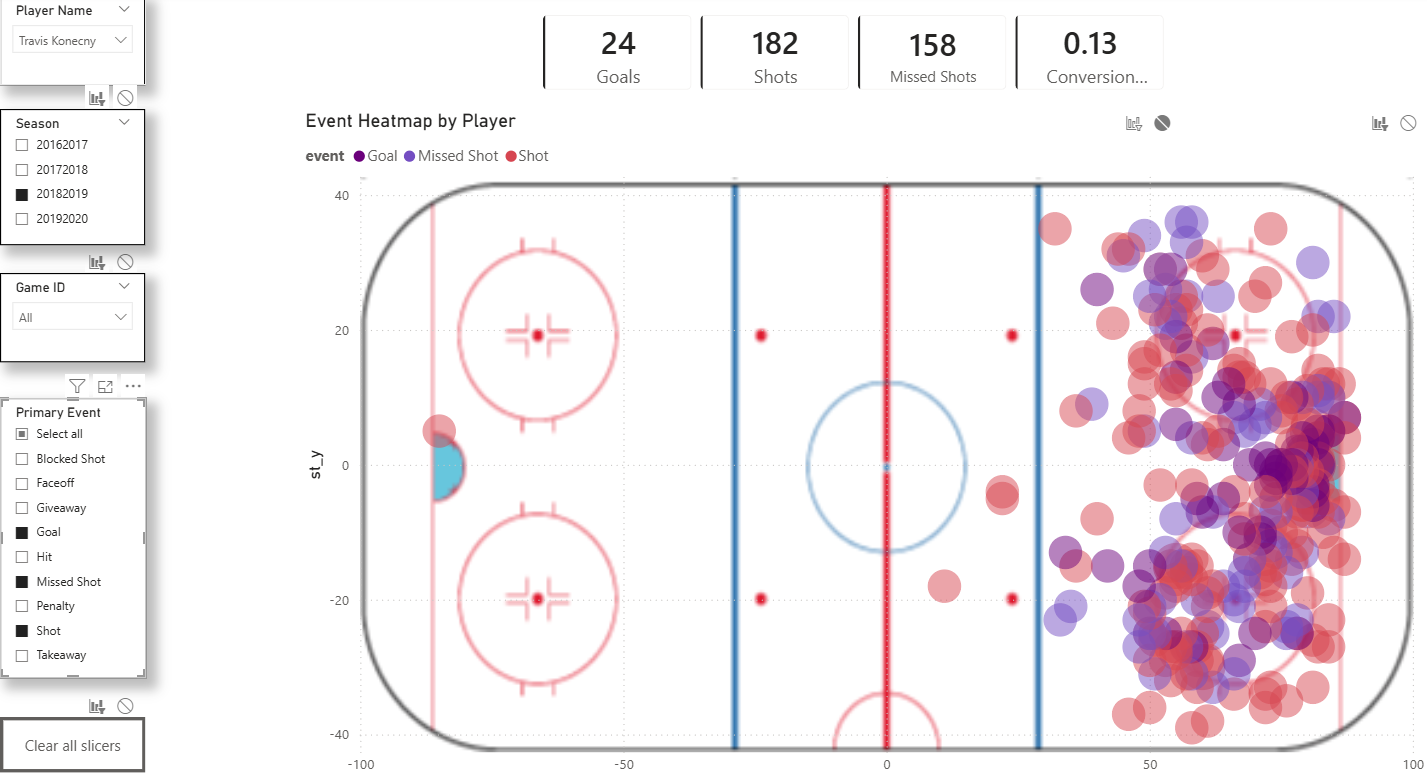 Player Name
Travis Konecny
Season
20162017
20172018
20182019
20192020
Game ID
All
Primary Event
Select all
Blocked Shot
Faceoff
Giveaway
Goal
Hit
Missed Shot
Penalty
Shot
Takeaway
Clear all slicers
24
Goals
182
Shots
158
Missed Shots
0.13
Conversion...
Event Heatmap by Player
event Goal Missed Shot Shot
st_y
40
20
0
-20
-40
-100 -50 0 50 100